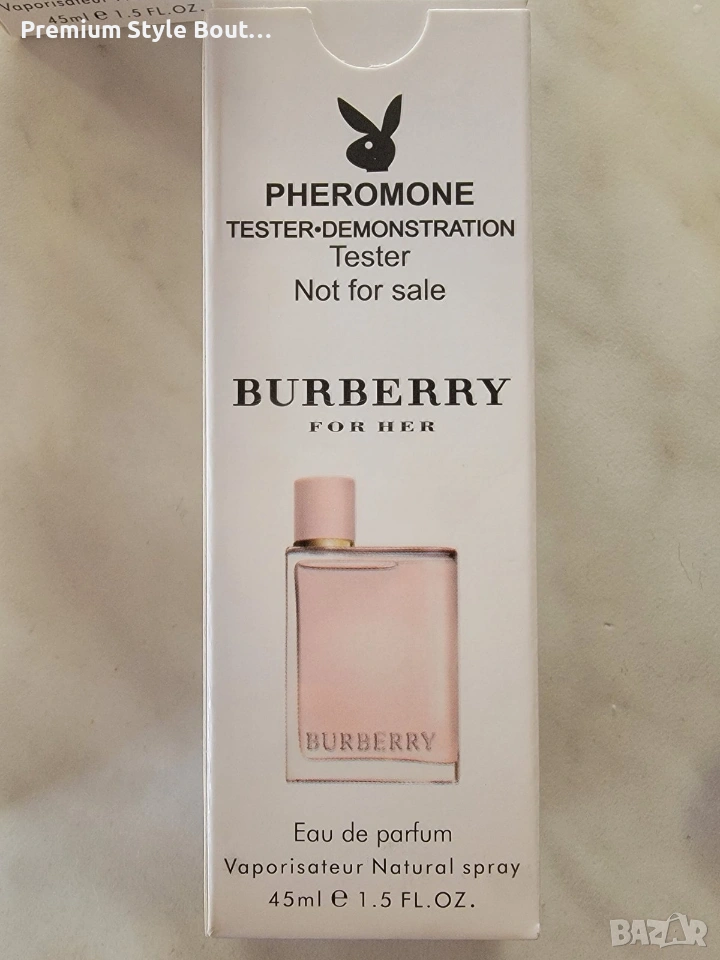 Vaporisateur
45ml e 1.5 FL.OZ.
Premium Style Bout...
PHEROMONE
TESTER•DEMONSTRATION
Tester
Not for sale
BURBERRY
FOR HER
BURBERRY
Eau de parfum
Vaporisateur Natural spray
45ml e 1.5 FL.OZ.
BAZAR